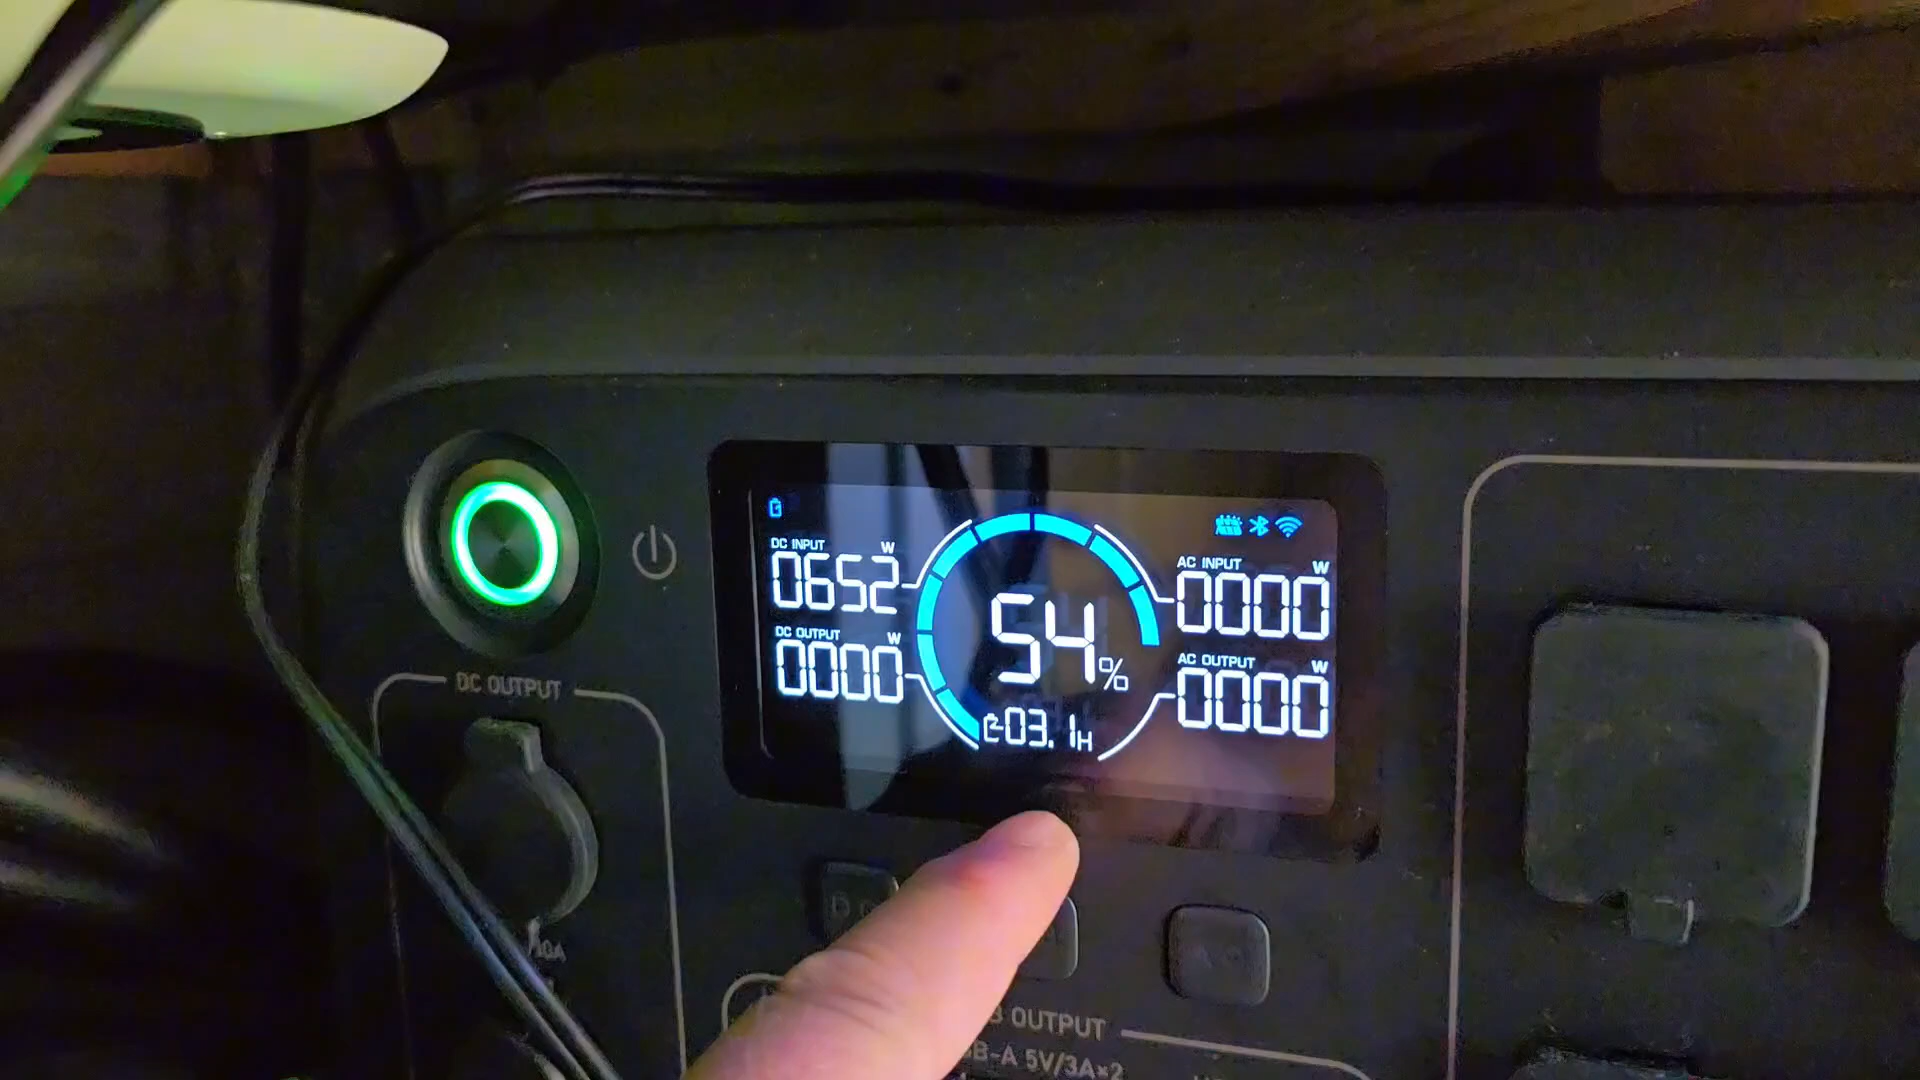 DC INPUT W
0652
DC OUTPUT W
0000
54%
03.1H
AC INPUT W
0000
AC OUTPUT W
0000
DC OUTPUT
OUTPUT
5V/3A×2